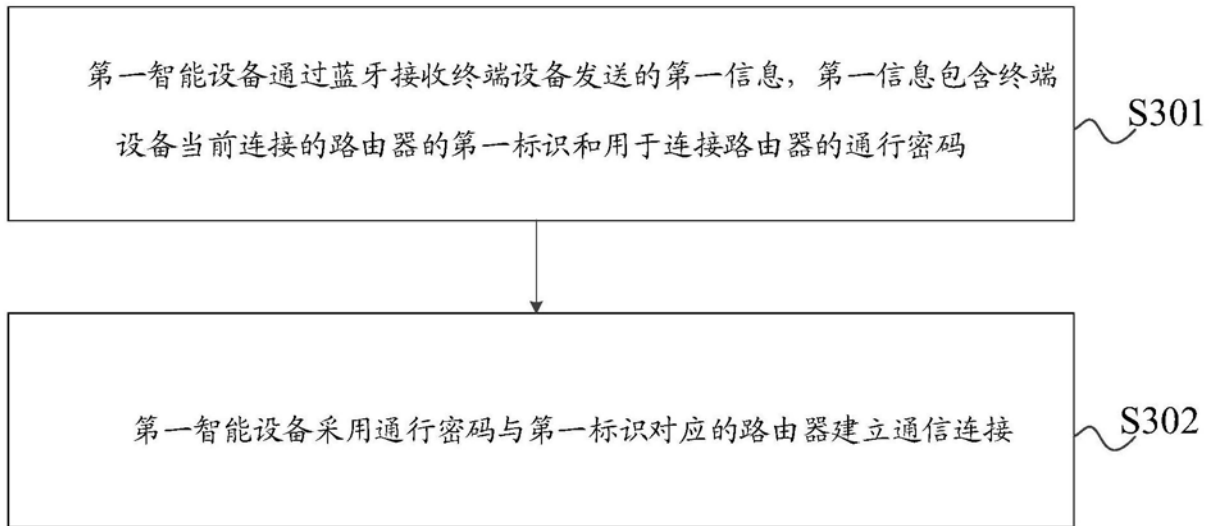 第一智能设备通过蓝牙接收终端设备发送的第一信息，第一信息包含终端
设备当前连接的路由器的第一标识和用于连接路由器的通行密码
S301
第一智能设备采用通行密码与第一标识对应的路由器建立通信连接
S302